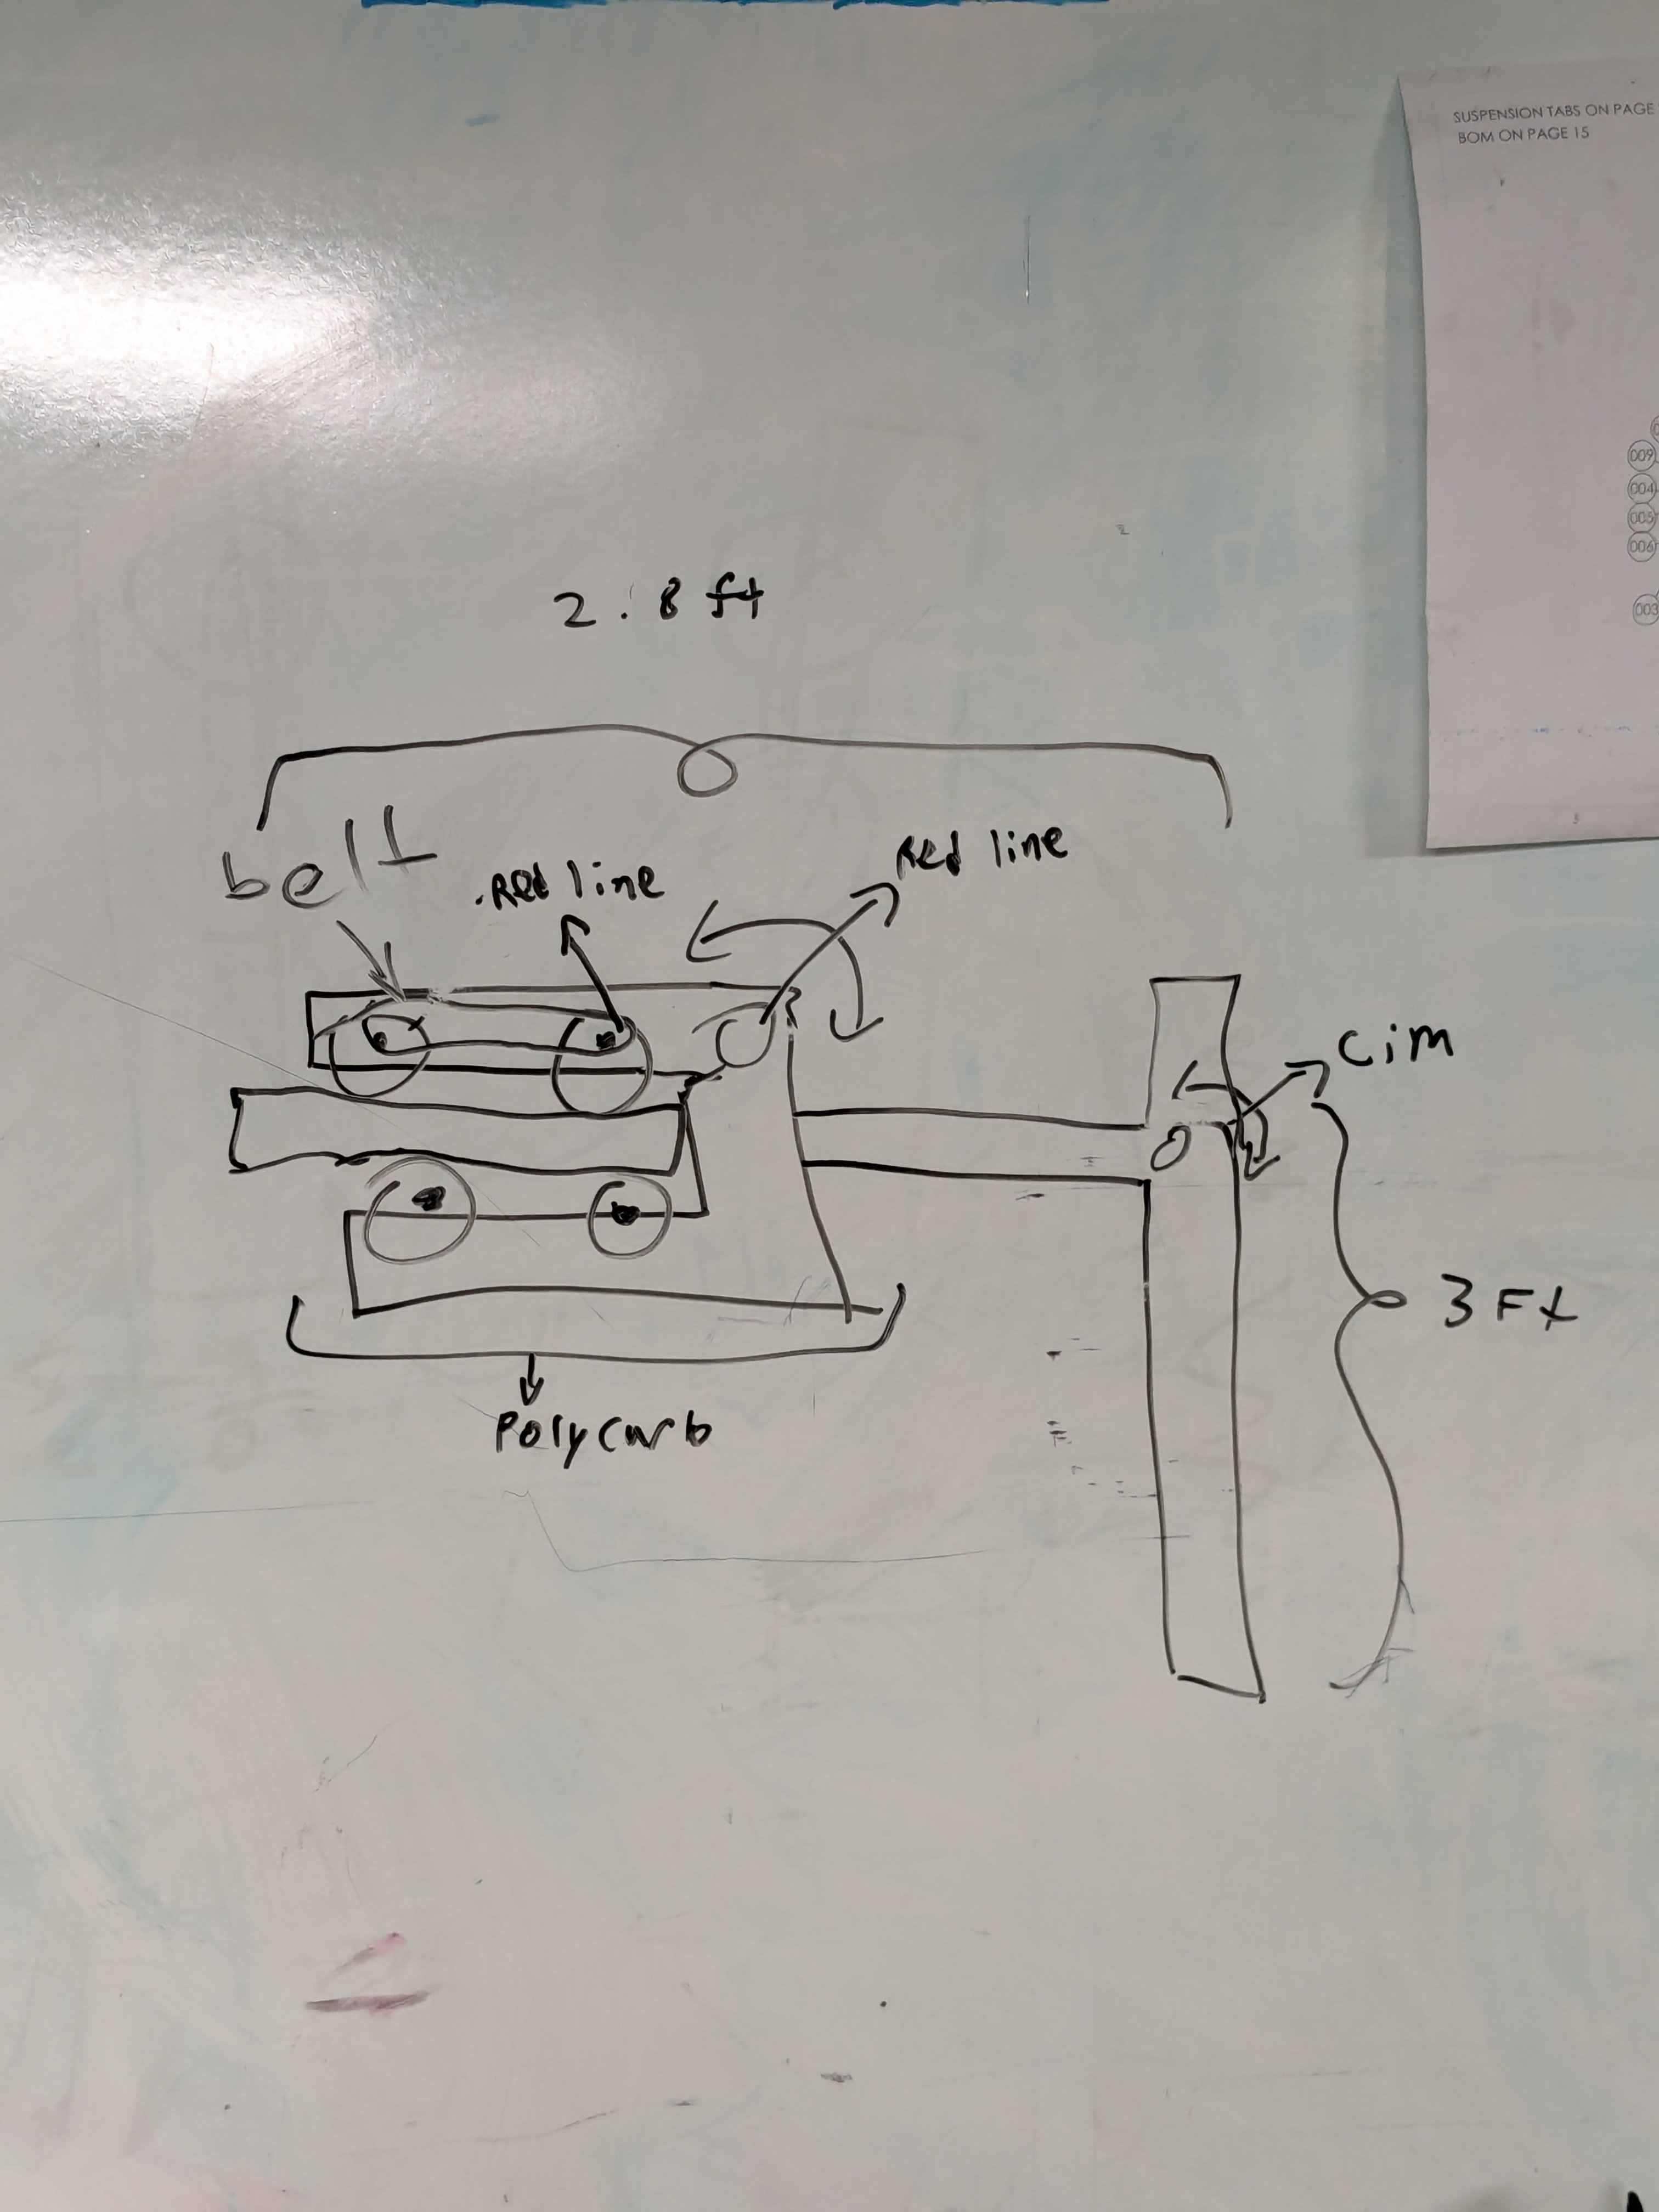 SUSPENSION TABS ON PAGE
BOM ON PAGE 15
009
004
005
006
003
2.8 ft
belt
Red line
Red line
Cim
3 Ft
Polycarb